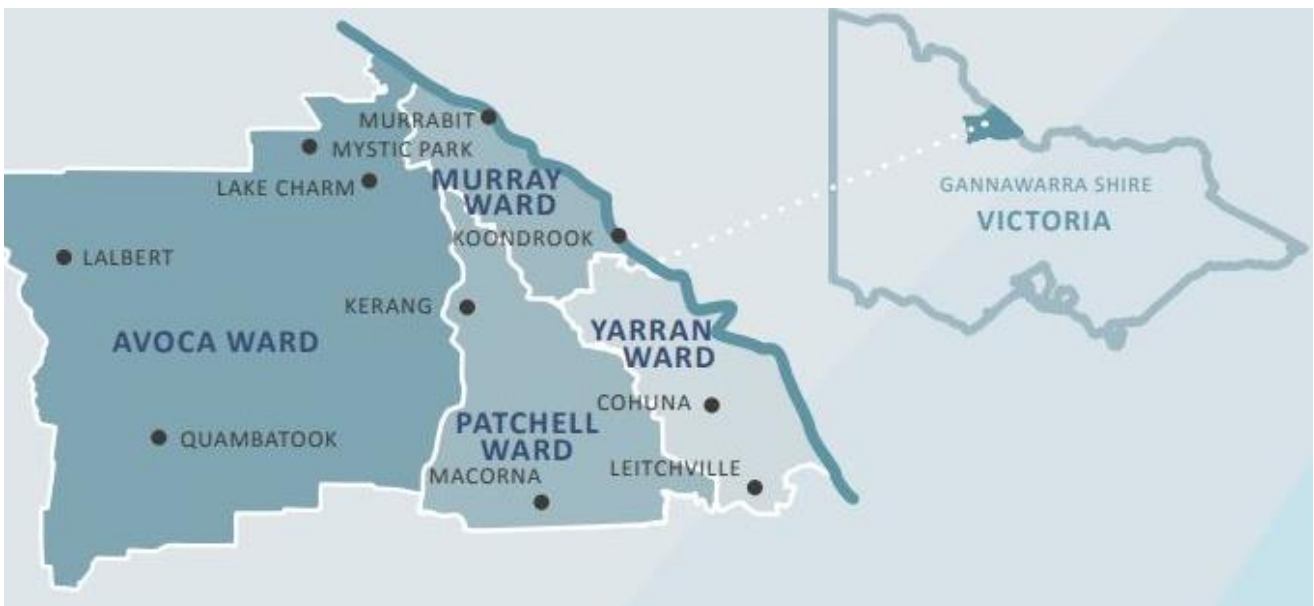 MURRABIT
MYSTIC PARK
LAKE CHARM
MURRAY
WARD
KOONDROOK
LALBERT
KERANG
AVOCA WARD
YARRAN
WARD
COHUNA
PATCHELL
WARD
QUAMBATOOK
LEITCHVILLE
MACORNA
GANNAWARRA SHIRE
VICTORIA